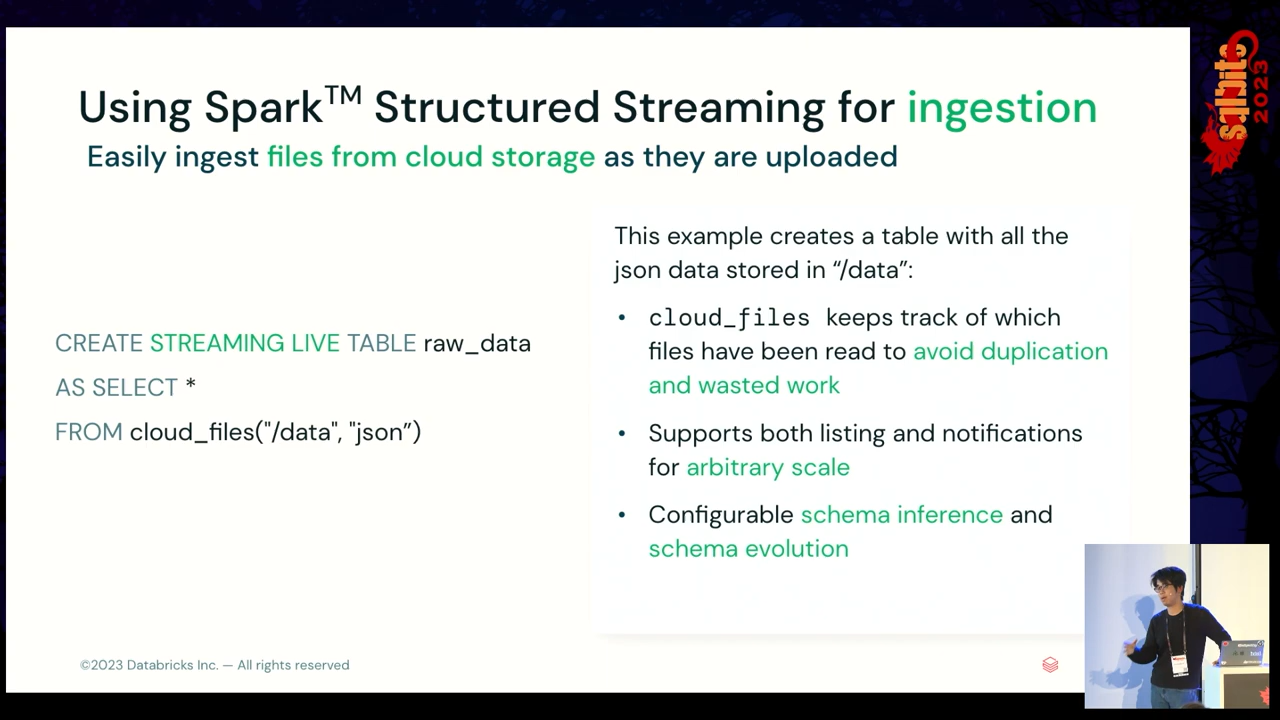 Using Spark™ Structured Streaming for ingestion
Easily ingest files from cloud storage as they are uploaded
CREATE STREAMING LIVE TABLE raw_data
AS SELECT *
FROM cloud_files("/data", "json”)
This example creates a table with all the
json data stored in “/data”:
• cloud_files keeps track of which
files have been read to avoid duplication
and wasted work
• Supports both listing and notifications
for arbitrary scale
• Configurable schema inference and
schema evolution
©2023 Databricks Inc. — All rights reserved
sqlbits
2023